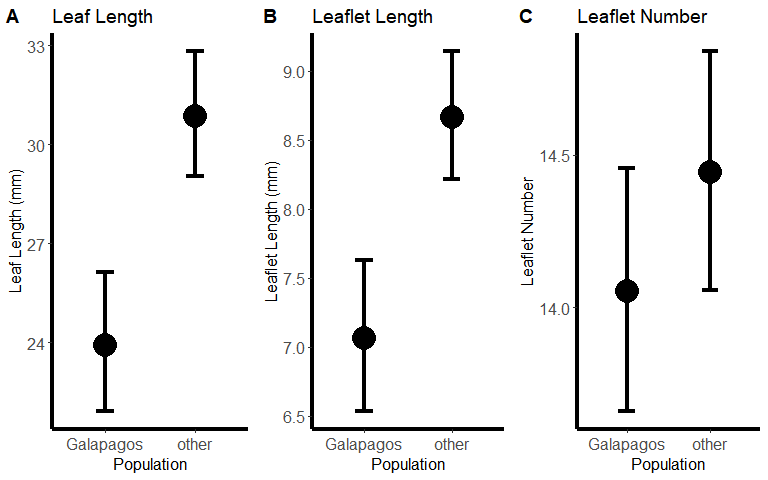 A Leaf Length
Leaf Length (mm)
33
30
27
24
Galapagos other
Population
B Leaflet Length
Leaflet Length (mm)
9.0
8.5
8.0
7.5
7.0
6.5
Galapagos other
Population
C Leaflet Number
Leaflet Number
14.5
14.0
Galapagos other
Population